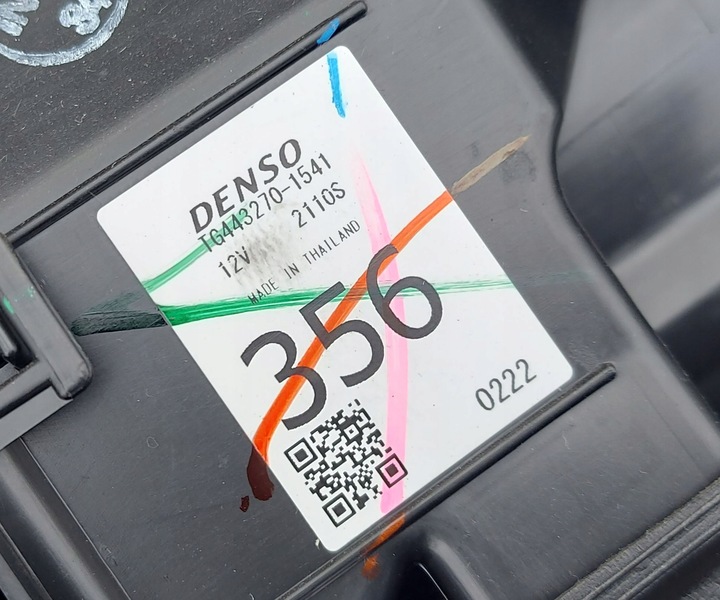 DENSO
TG443270-1541
12V 2110S
MADE IN THAILAND
356
0222